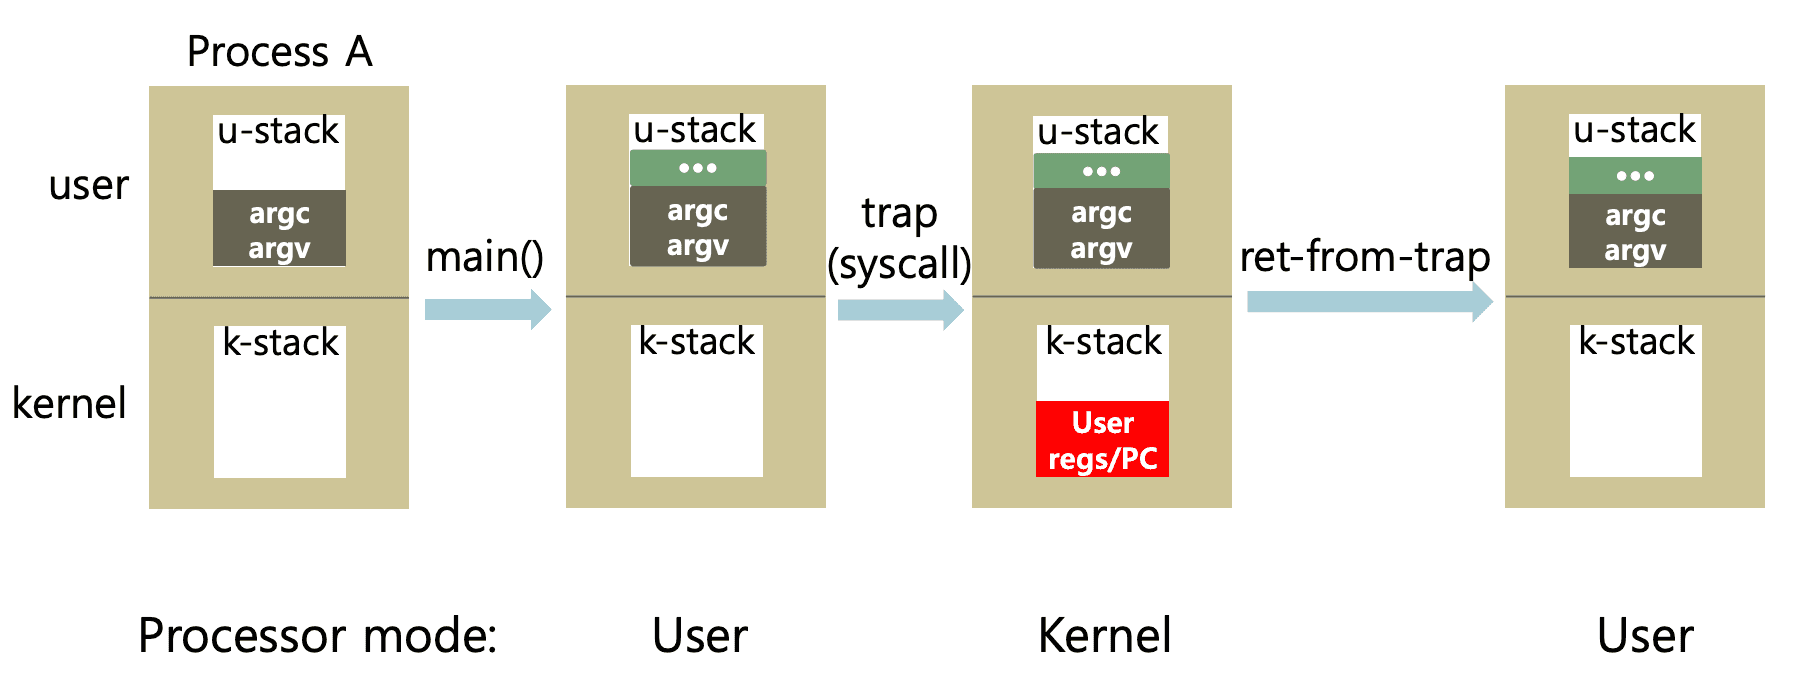 Process A
user
kernel
u-stack
argc
argv
k-stack
main()
u-stack
•••
argc
argv
k-stack
trap
(syscall)
u-stack
•••
argc
argv
k-stack
User
regs/PC
ret-from-trap
u-stack
•••
argc
argv
k-stack
Processor mode:
User
Kernel
User